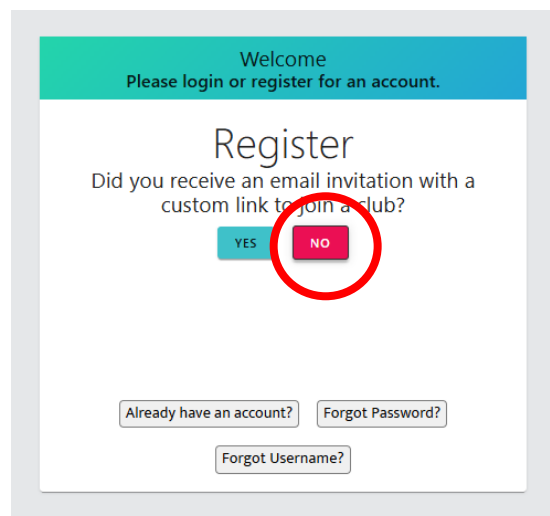 Welcome
Please login or register for an account.
Register
Did you receive an email invitation with a
custom link to join a club?
YES NO
Already have an account? Forgot Password?
Forgot Username?